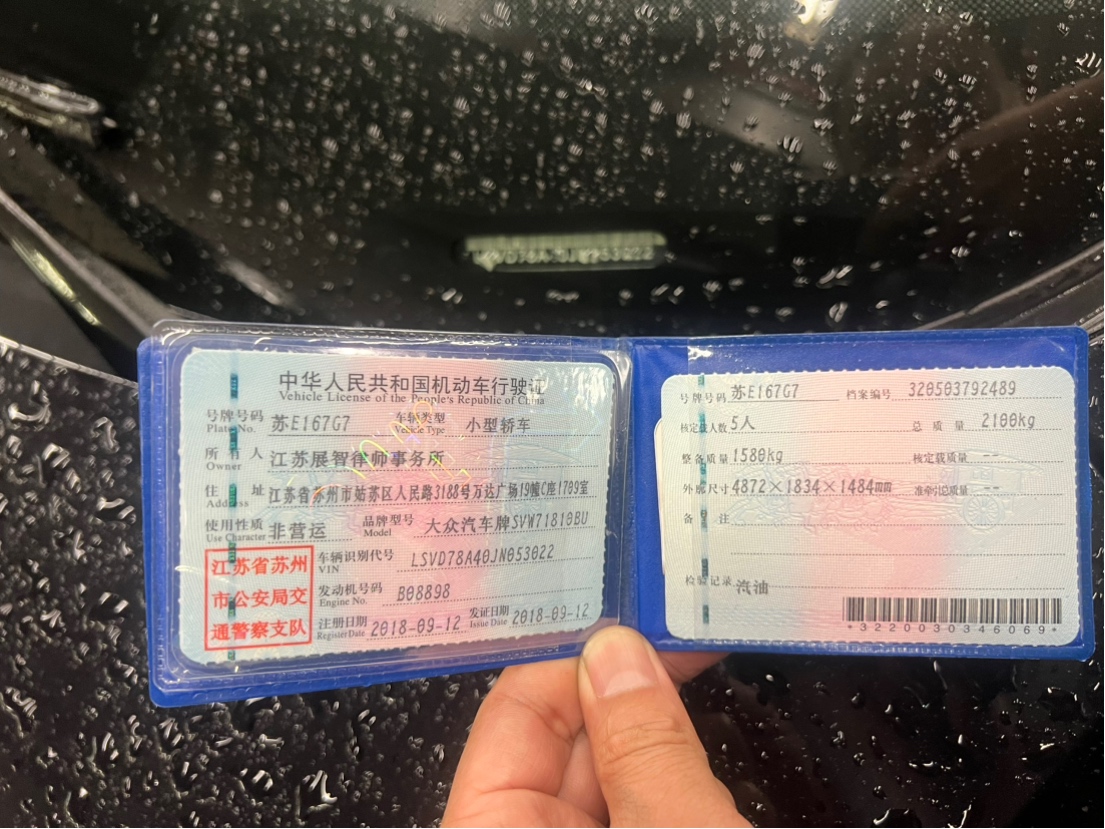 中华人民共和国机动车行驶证
Vehicle License of the People's Republic of China
号牌号码 苏E167G7 车辆类型 小型轿车
Plate No. Vehicle Type
所有人 江苏展智律师事务所
Owner
住址 江苏省苏州市姑苏区人民路3188号万达广场19幢C座1709室
Address
使用性质 非营运 品牌型号 大众汽车牌SVW71810BU
Use Character Model
江苏省苏州
市公安局交
通警察支队
车辆识别代号 LSVD78A40JN053022
VIN
发动机号码 B08898
Engine No.
注册日期 2018-09-12 发证日期 2018-09-12
Register Date Issue Date
号牌号码 苏E167G7 档案编号 320503792489
核定载人数 5人 总质量 2100kg
整备质量 1580kg 核定载质量 --
外廓尺寸 4872×1834×1484mm 准牵引总质量 --
备注
检验记录 汽油
*3220030346069*